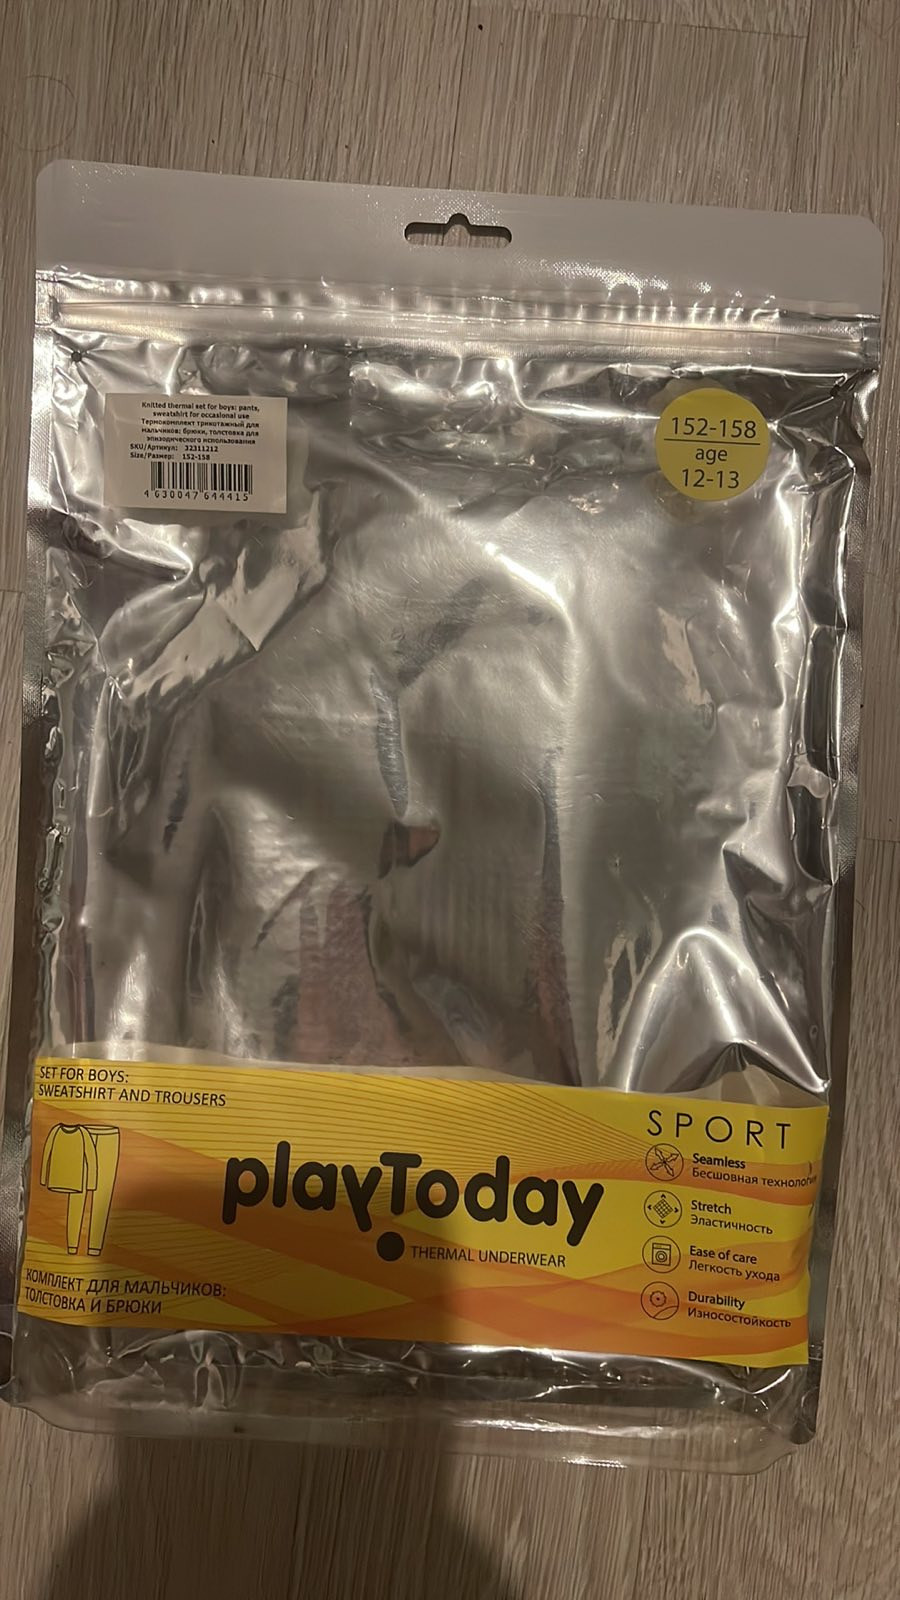 Knitted thermal set for boys: pants,
sweatshirt for occasional use
Термокомплект трикотажный для
мальчиков: брюки, толстовка для
эпизодического использования
SKU/Артикул: 32311212
Size/Размер: 152-158
4 630047 644415
152-158
age
12-13
SET FOR BOYS:
SWEATSHIRT AND TROUSERS
playToday
THERMAL UNDERWEAR
КОМПЛЕКТ ДЛЯ МАЛЬЧИКОВ:
ТОЛСТОВКА И БРЮКИ
SPORT
Seamless
Бесшовная технология
Stretch
Эластичность
Ease of care
Легкость ухода
Durability
Износостойкость